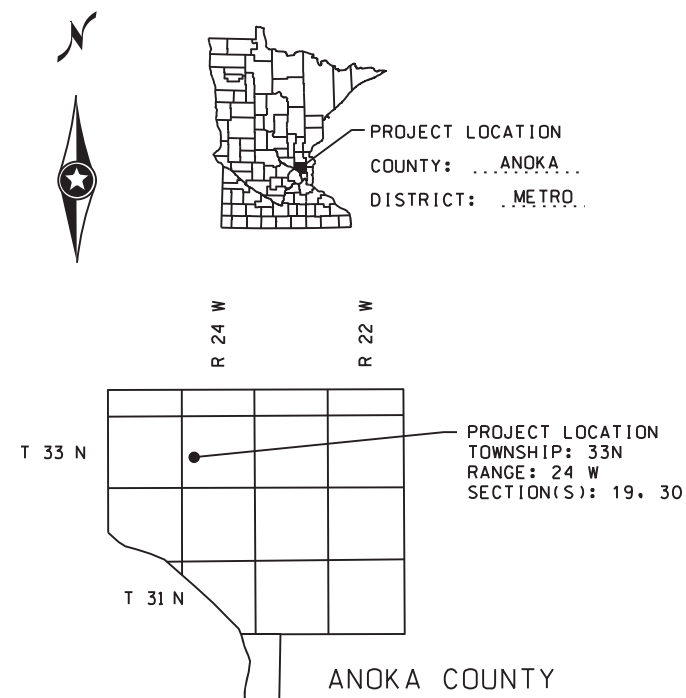 N
PROJECT LOCATION
COUNTY: ANOKA
DISTRICT: METRO
R 24 W
R 22 W
T 33 N
PROJECT LOCATION
TOWNSHIP: 33N
RANGE: 24 W
SECTION(S): 19, 30
T 31 N
ANOKA COUNTY